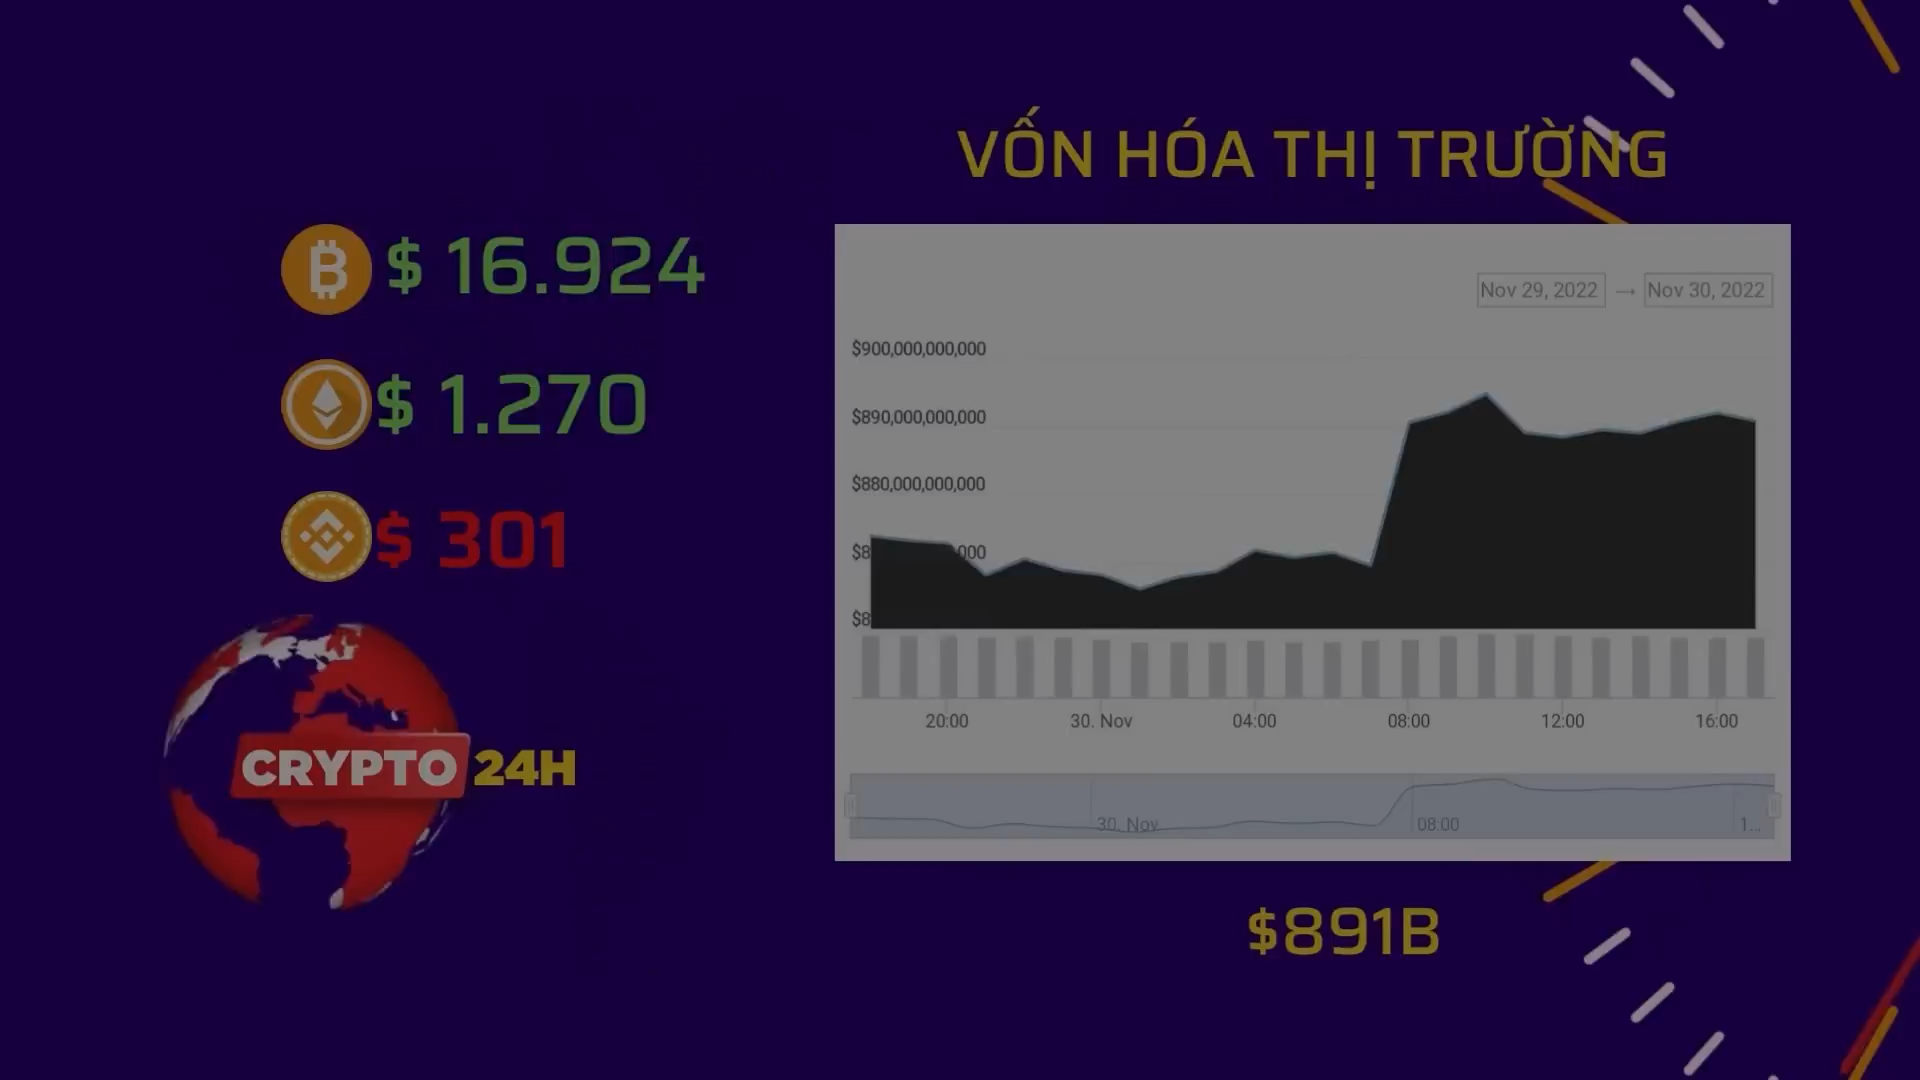 VỐN HÓA THỊ TRƯỜNG
$ 16.924
$ 1.270
$ 301
CRYPTO 24H
Nov 29, 2022 → Nov 30, 2022
$900,000,000,000
$890,000,000,000
$880,000,000,000
20:00 30. Nov 04:00 08:00 12:00 16:00
30. Nov 08:00 1...
$891B